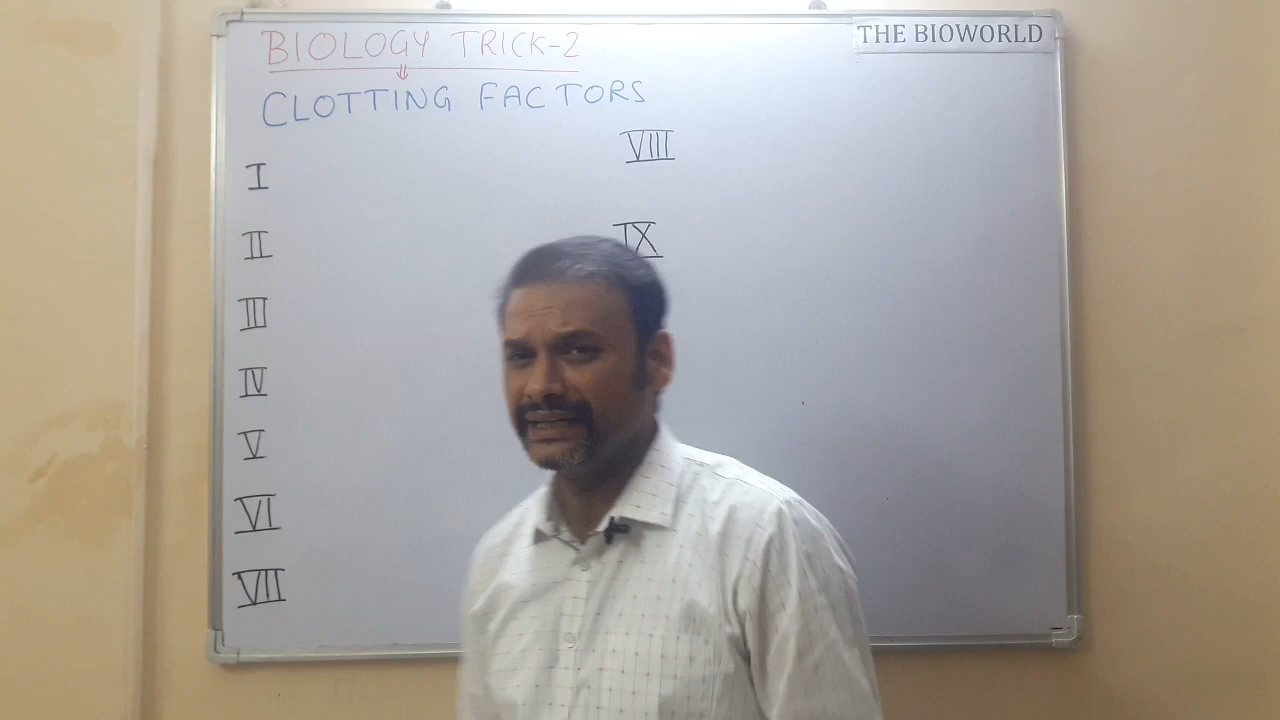 BIOLOGY TRICK-2
THE BIOWORLD
CLOTTING FACTORS
I
II
III
IV
V
VI
VII
VIII
IX